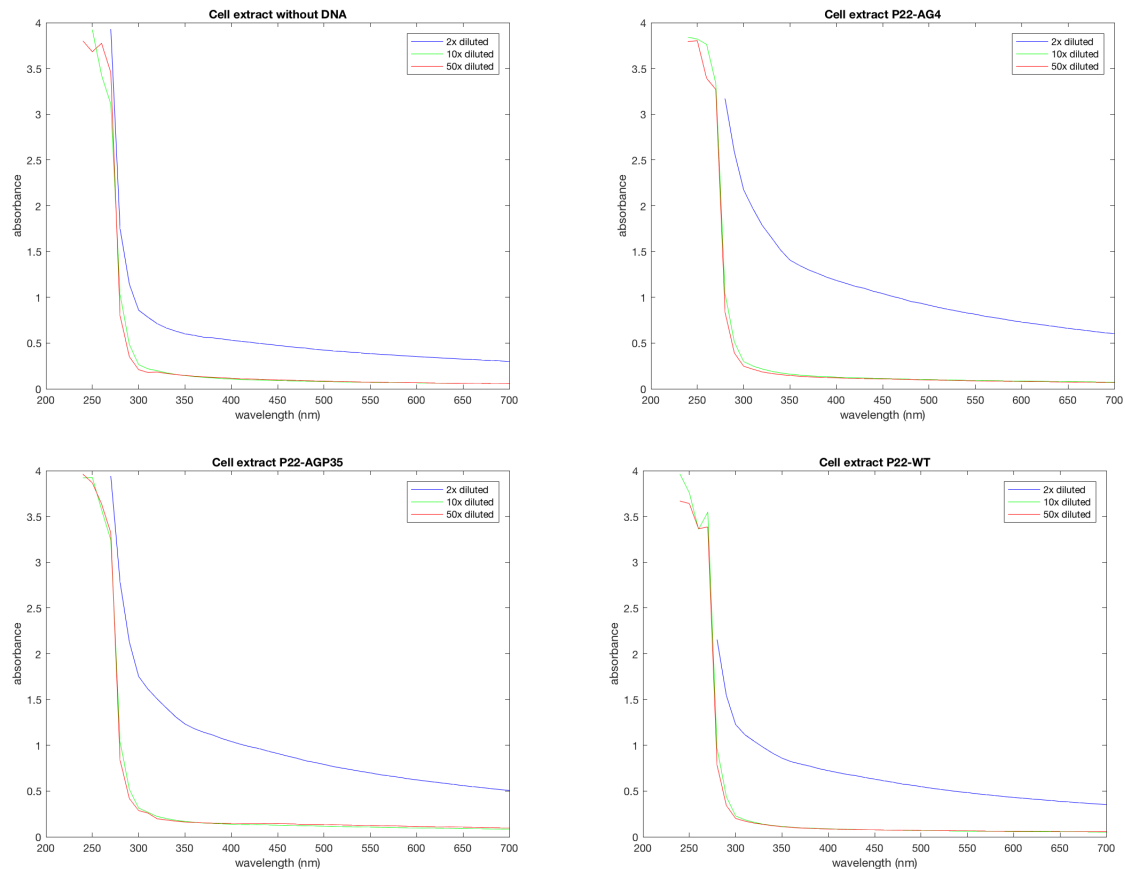 Cell extract without DNA
4
3.5
3
2.5
2
1.5
1
0.5
0
absorbance
200 250 300 350 400 450 500 550 600 650 700
wavelength (nm)
2x diluted
10x diluted
50x diluted
Cell extract P22-AG4
4
3.5
3
2.5
2
1.5
1
0.5
0
absorbance
200 250 300 350 400 450 500 550 600 650 700
wavelength (nm)
2x diluted
10x diluted
50x diluted
Cell extract P22-AGP35
4
3.5
3
2.5
2
1.5
1
0.5
0
absorbance
200 250 300 350 400 450 500 550 600 650 700
wavelength (nm)
2x diluted
10x diluted
50x diluted
Cell extract P22-WT
4
3.5
3
2.5
2
1.5
1
0.5
0
absorbance
200 250 300 350 400 450 500 550 600 650 700
wavelength (nm)
2x diluted
10x diluted
50x diluted